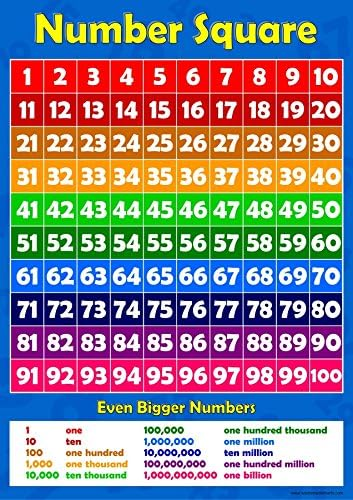 Number Square
1 2 3 4 5 6 7 8 9 10
11 12 13 14 15 16 17 18 19 20
21 22 23 24 25 26 27 28 29 30
31 32 33 34 35 36 37 38 39 40
41 42 43 44 45 46 47 48 49 50
51 52 53 54 55 56 57 58 59 60
61 62 63 64 65 66 67 68 69 70
71 72 73 74 75 76 77 78 79 80
81 82 83 84 85 86 87 88 89 90
91 92 93 94 95 96 97 98 99 100
Even Bigger Numbers
1 one 100,000 one hundred thousand
10 ten 1,000,000 one million
100 one hundred 10,000,000 ten million
1,000 one thousand 100,000,000 one hundred million
10,000 ten thousand 1,000,000,000 one billion